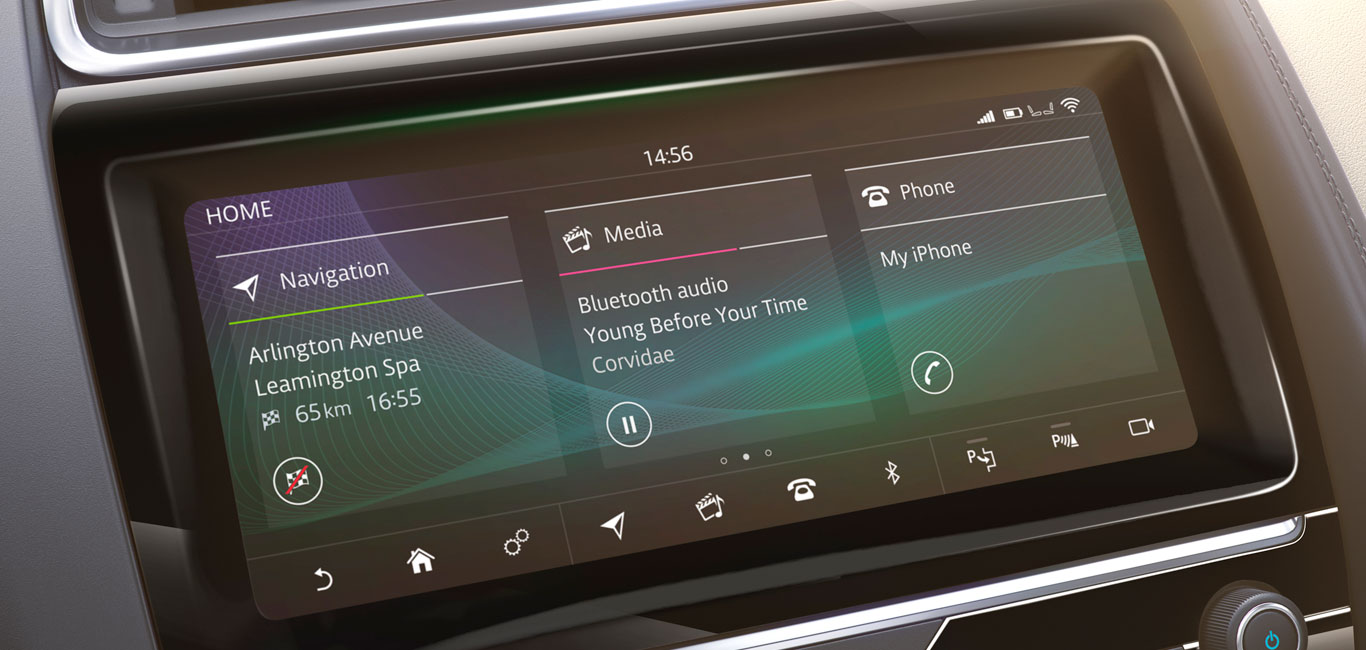 14:56
HOME
Navigation
Arlington Avenue
Leamington Spa
65km 16:55
Media
Bluetooth audio
Young Before Your Time
Corvidae
Phone
My iPhone
P
P